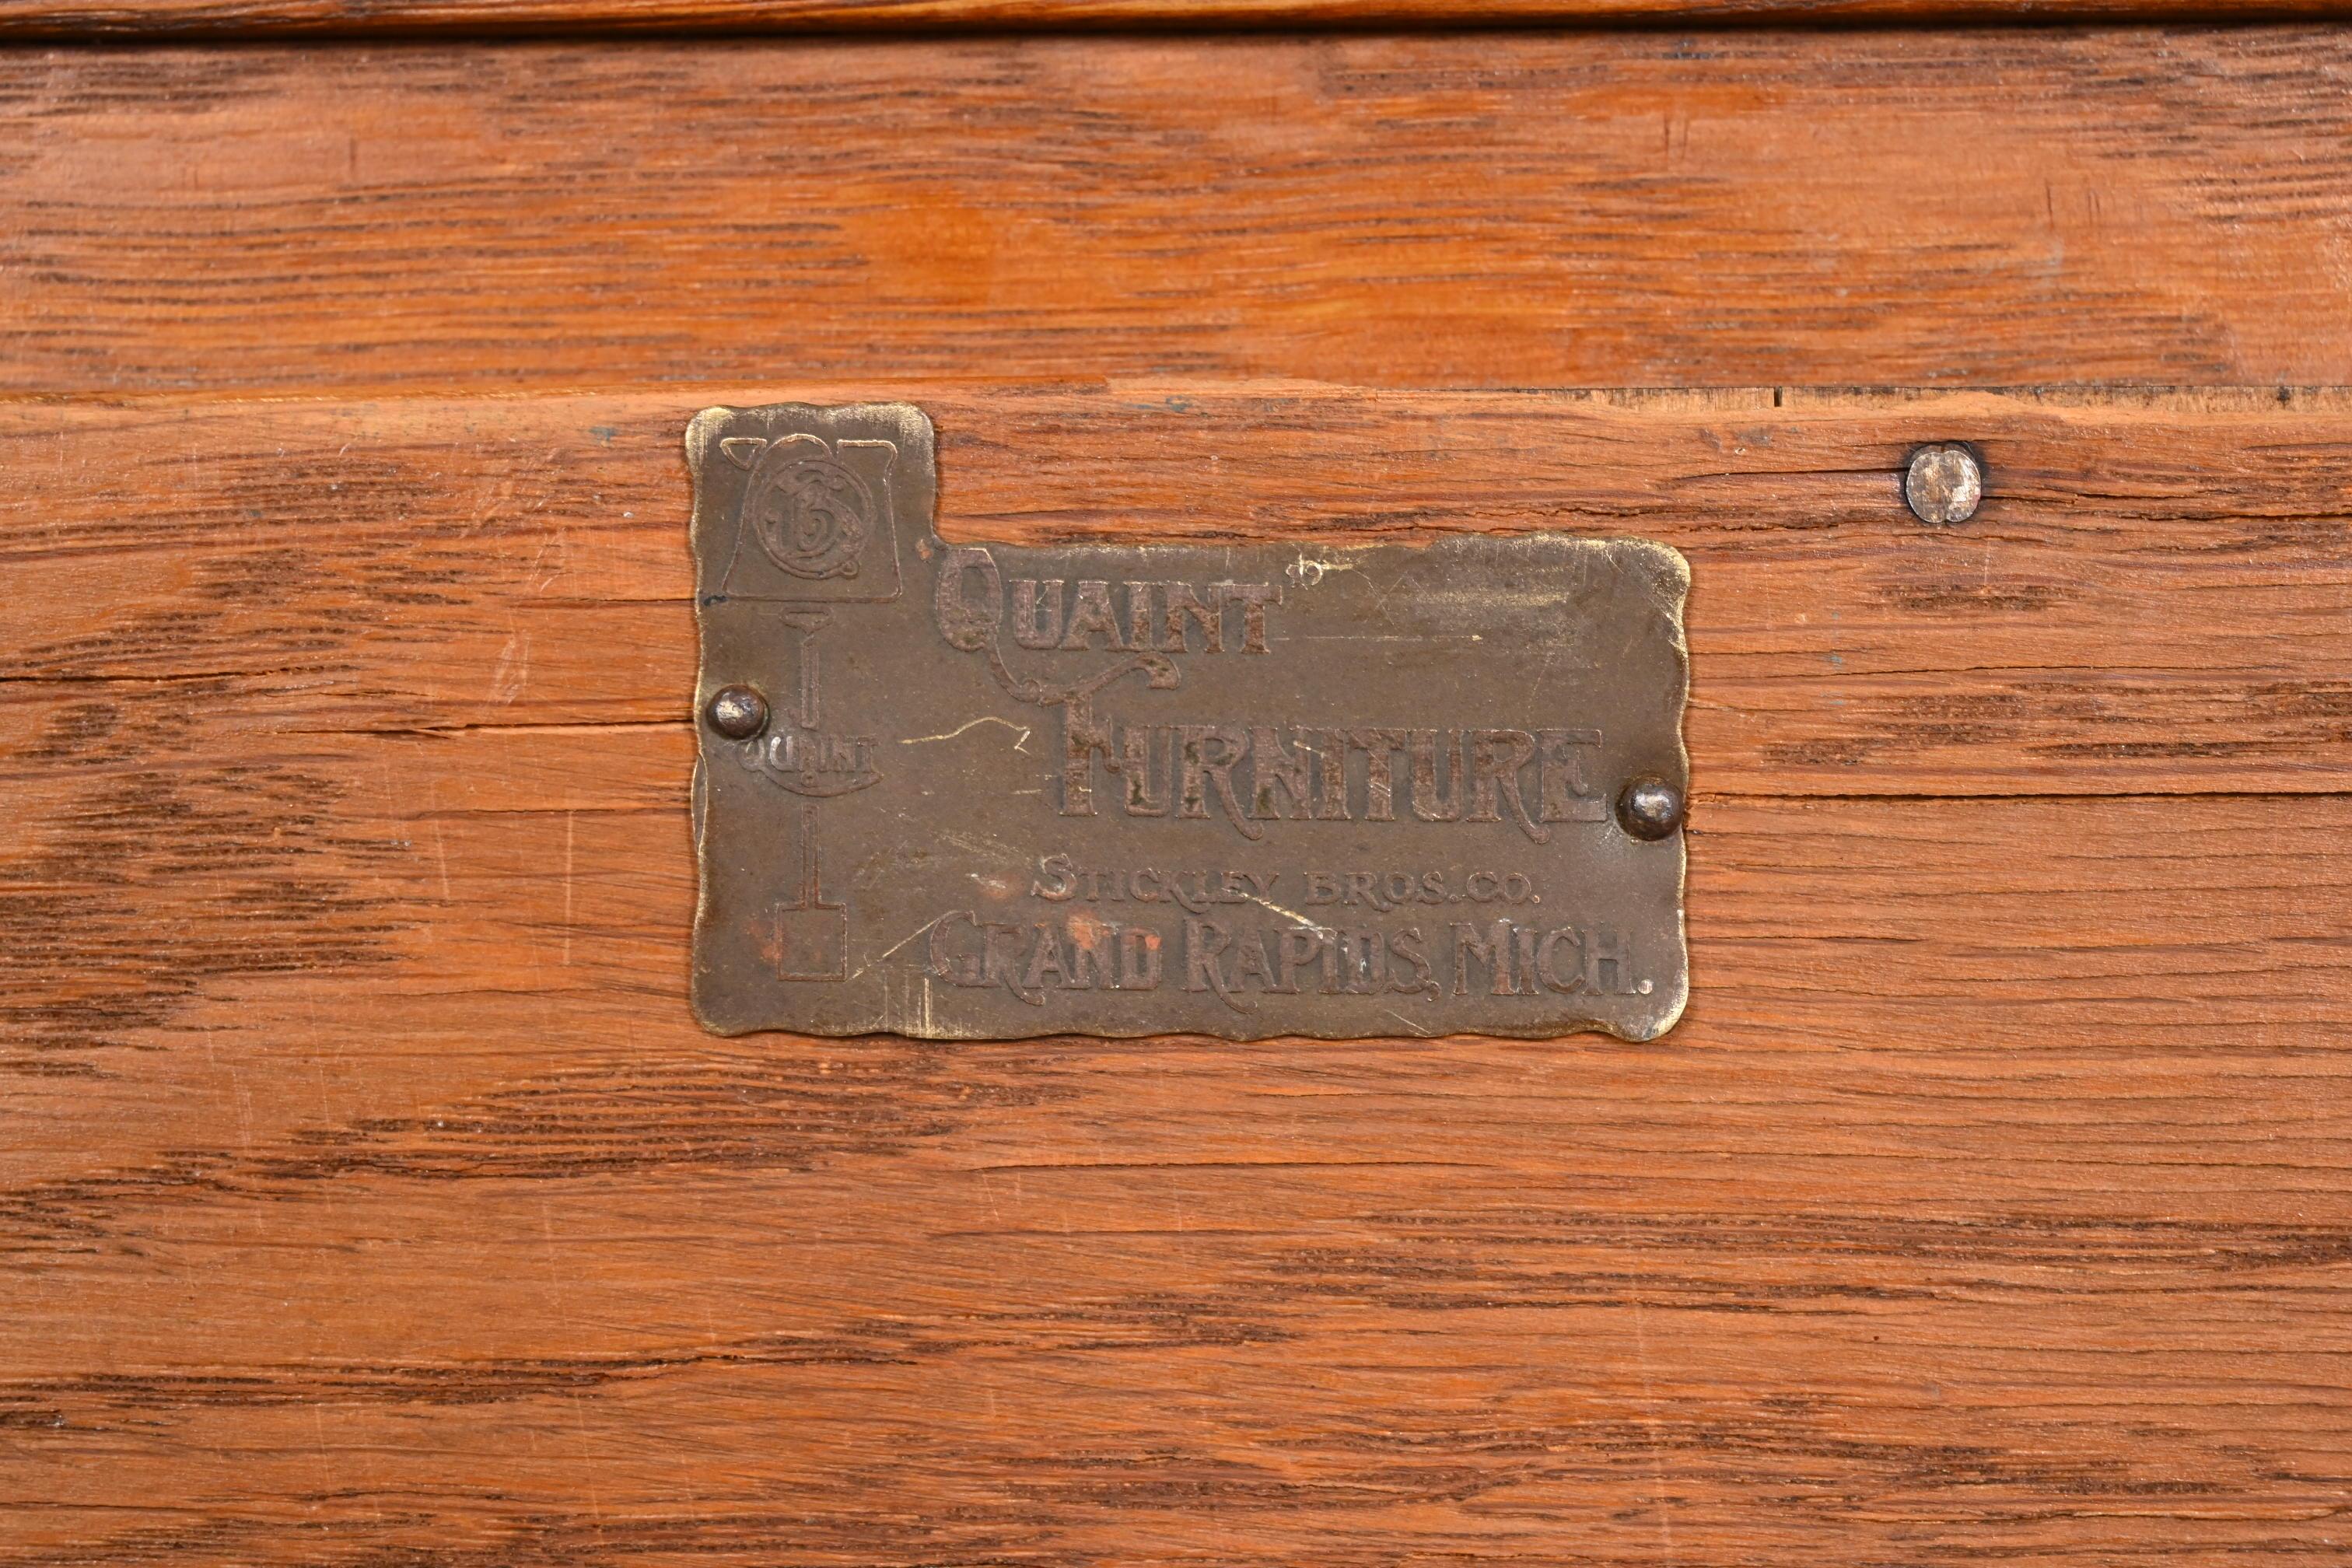 QUAINT
FURNITURE
STICKLEY BROS. CO.
GRAND RAPIDS, MICH.
QUAINT